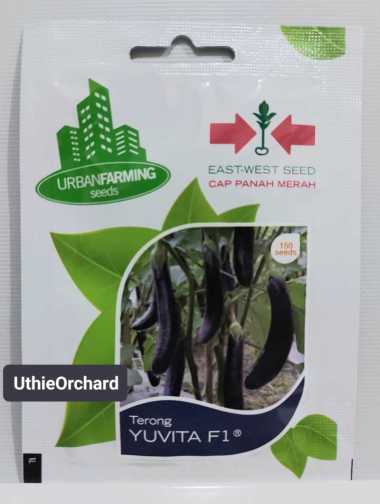 URBANFARMING
seeds
EAST-WEST SEED
CAP PANAH MERAH
150
seeds
UthieOrchard
Terong
YUVITA F1®